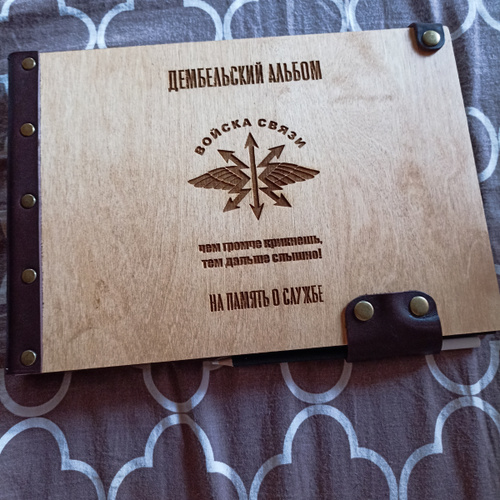 ДЕМБЕЛЬСКИЙ АЛЬБОМ
ВОЙСКА СВЯЗИ
чем громче крикнешь,
тем дальше слышно!
НА ПАМЯТЬ О СЛУЖБЕ